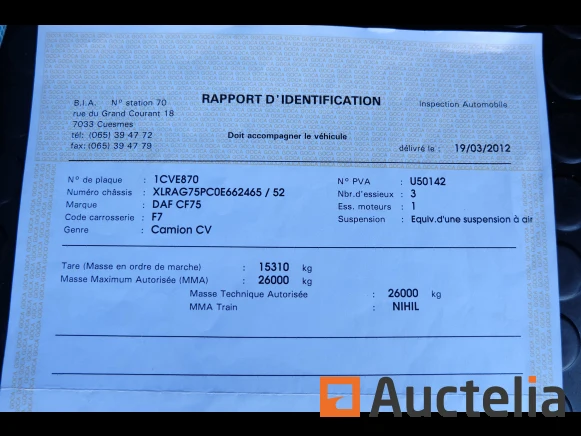 B.I.A. N° station 70
rue du Grand Courant 18
7033 Cuesmes
tél: (065) 39 47 72
fax: (065) 39 47 79
RAPPORT D'IDENTIFICATION
Doit accompagner le véhicule
Inspection Automobile
délivré le : 19/03/2012
N° de plaque : 1CVE870
Numéro châssis : XLRAG75PC0E662465 / 52
Marque : DAF CF75
Code carrosserie : F7
Genre : Camion CV
N° PVA : U50142
Nbr.d'essieux : 3
Ess. moteurs : 1
Suspension : Equiv.d'une suspension à air
Tare (Masse en ordre de marche) : 15310 kg
Masse Maximum Autorisée (MMA) : 26000 kg
Masse Technique Autorisée : 26000 kg
MMA Train : NIHIL
Auctelia